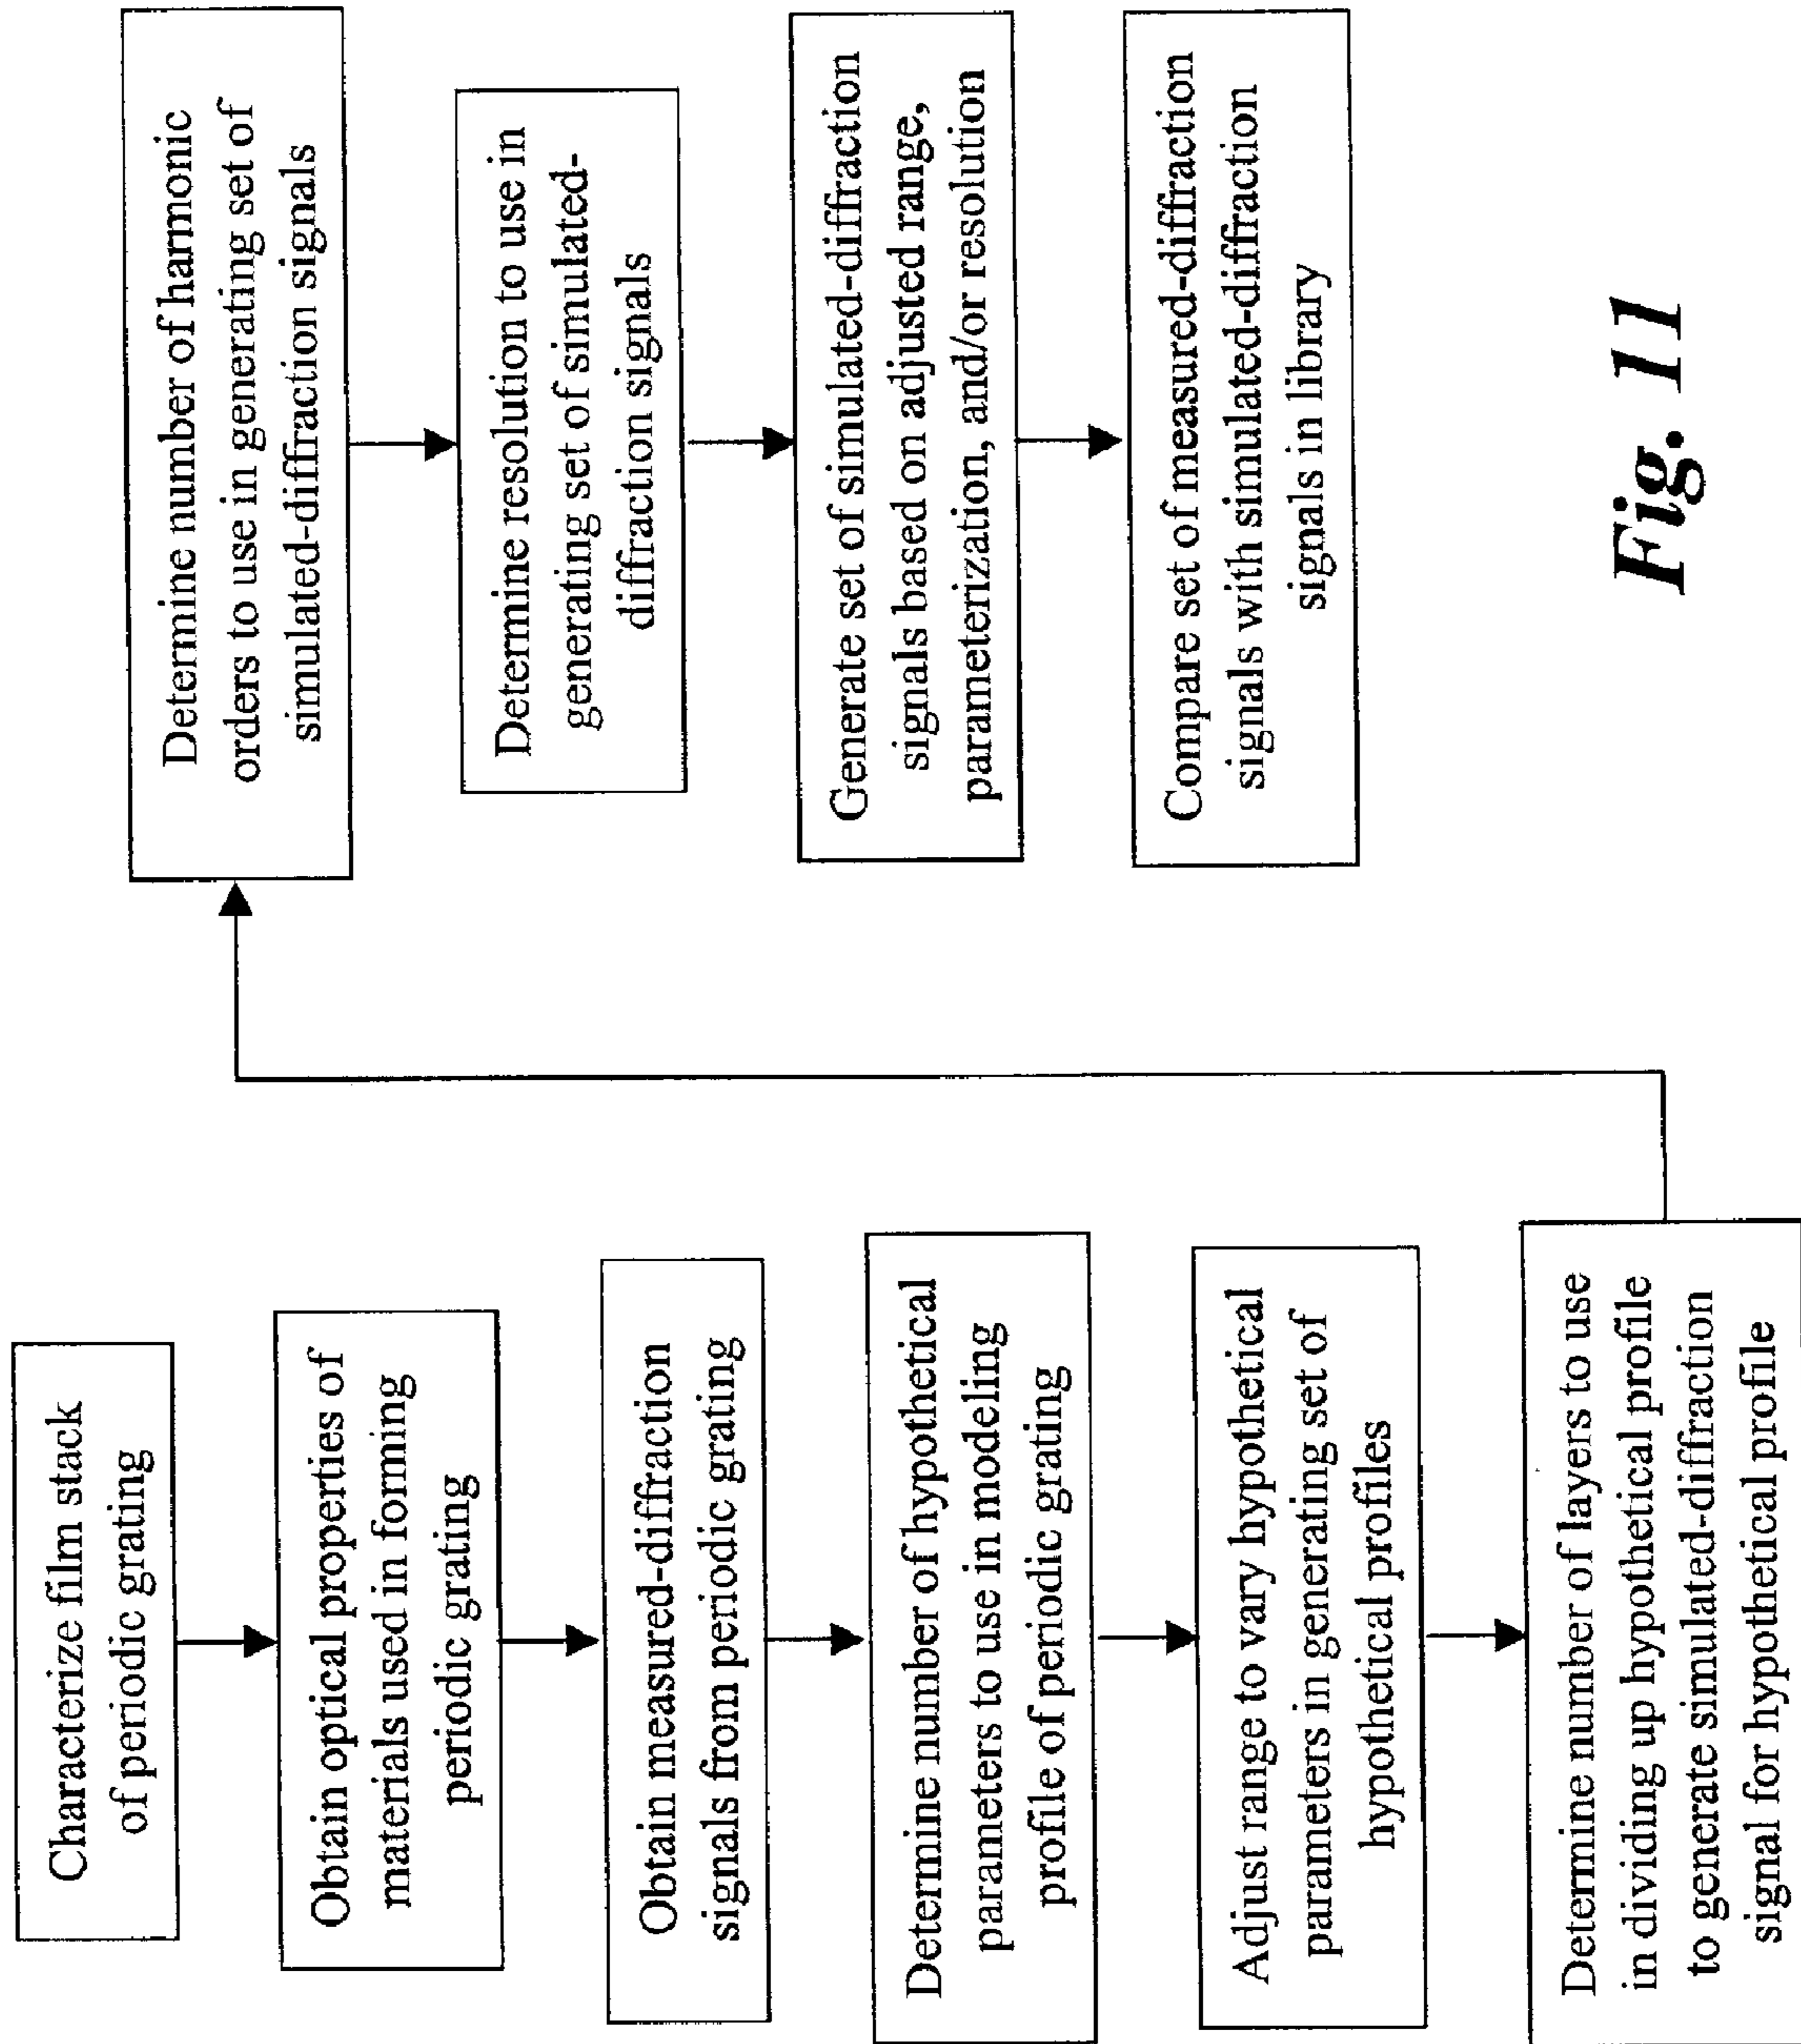 Characterize film stack
of periodic grating
Obtain optical properties of
materials used in forming
periodic grating
Obtain measured-diffraction
signals from periodic grating
Determine number of hypothetical
parameters to use in modeling
profile of periodic grating
Adjust range to vary hypothetical
parameters in generating set of
hypothetical profiles
Determine number of layers to use
in dividing up hypothetical profile
to generate simulated-diffraction
signal for hypothetical profile
Determine number of harmonic
orders to use in generating set of
simulated-diffraction signals
Determine resolution to use in
generating set of simulated-
diffraction signals
Generate set of simulated-diffraction
signals based on adjusted range,
parameterization, and/or resolution
Compare set of measured-diffraction
signals with simulated-diffraction
signals in library
Fig. 11